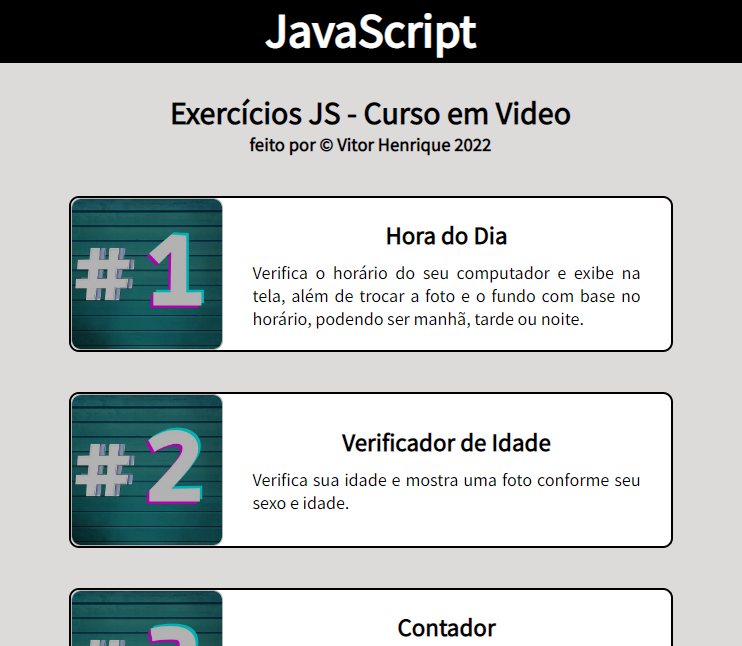 JavaScript
Exercícios JS - Curso em Video
feito por © Vitor Henrique 2022
#1
Hora do Dia
Verifica o horário do seu computador e exibe na
tela, além de trocar a foto e o fundo com base no
horário, podendo ser manhã, tarde ou noite.
#2
Verificador de Idade
Verifica sua idade e mostra uma foto conforme seu
sexo e idade.
#3
Contador